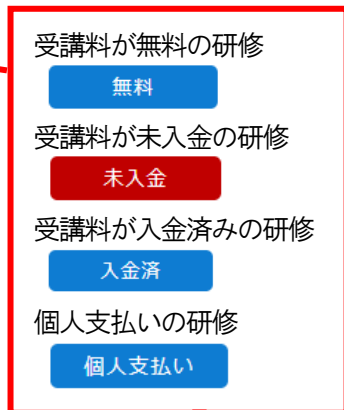 受講料が無料の研修
無料
受講料が未入金の研修
未入金
受講料が入金済みの研修
入金済
個人支払いの研修
個人支払い